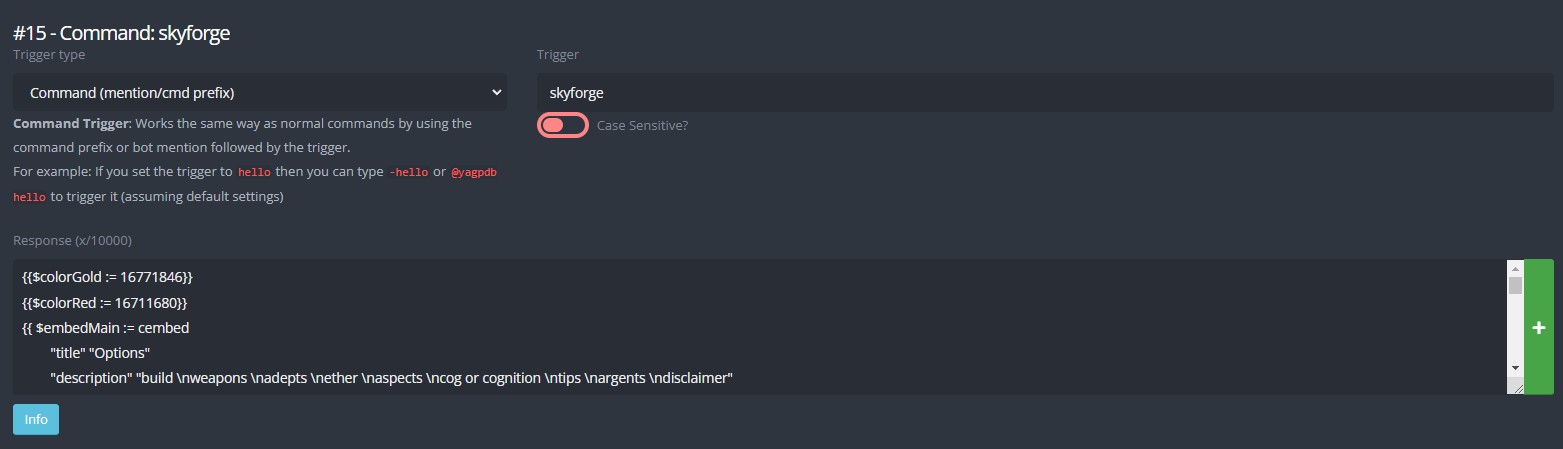 #15 - Command: skyforge
Trigger type
Trigger
Command (mention/cmd prefix)
skyforge
Command Trigger: Works the same way as normal commands by using the
command prefix or bot mention followed by the trigger.
For example: If you set the trigger to hello then you can type -hello or @yagpdb
hello to trigger it (assuming default settings)
Case Sensitive?
Response (x/10000)
{{$colorGold := 16771846}}
{{$colorRed := 16711680}}
{{ $embedMain := cembed
"title" "Options"
"description" "build \nweapons \nadepts \nether \naspects \ncog or cognition \ntips \nargents \ndisclaimer"
+
Info